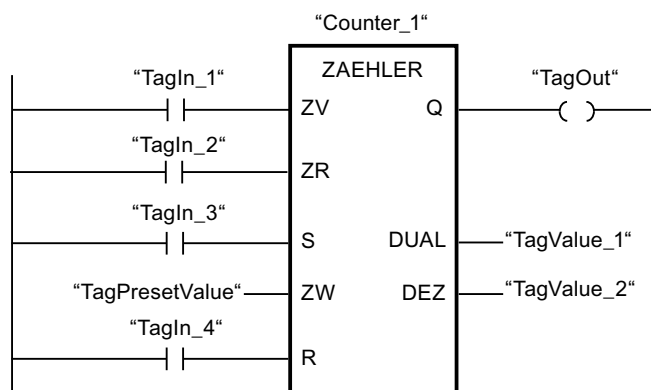 “Counter_1“
ZAEHLER
“TagIn_1“ “TagOut“
ZV Q
“TagIn_2“
ZR
“TagIn_3“
S DUAL “TagValue_1“
“TagPresetValue“ ZW DEZ “TagValue_2“
“TagIn_4“
R